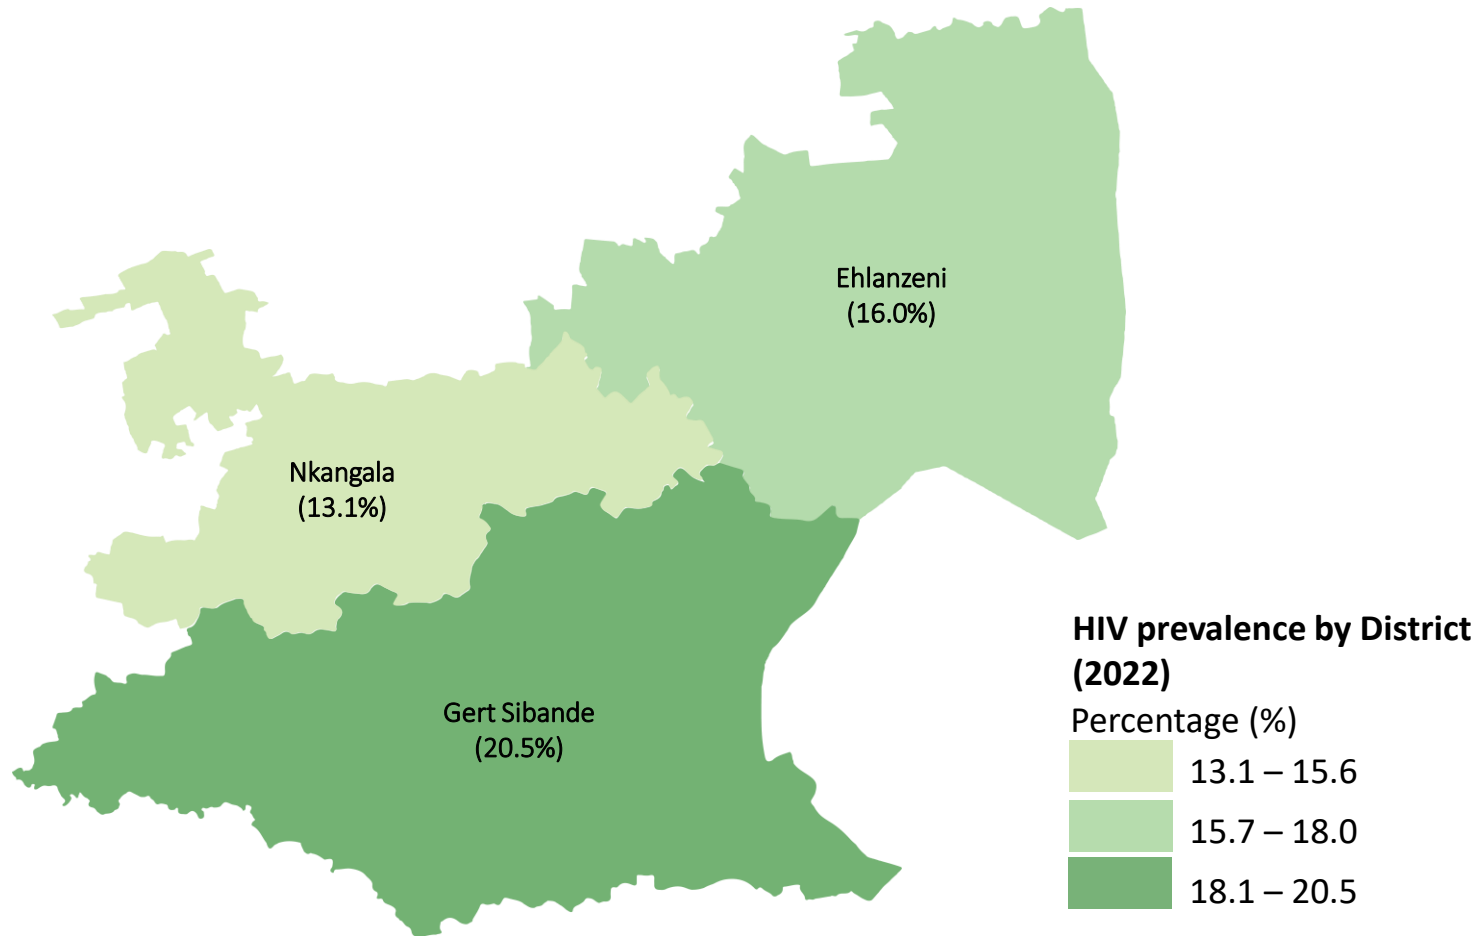 Ehlanzeni
(16.0%)
Nkangala
(13.1%)
Gert Sibande
(20.5%)
HIV prevalence by District
(2022)
Percentage (%)
13.1 – 15.6
15.7 – 18.0
18.1 – 20.5